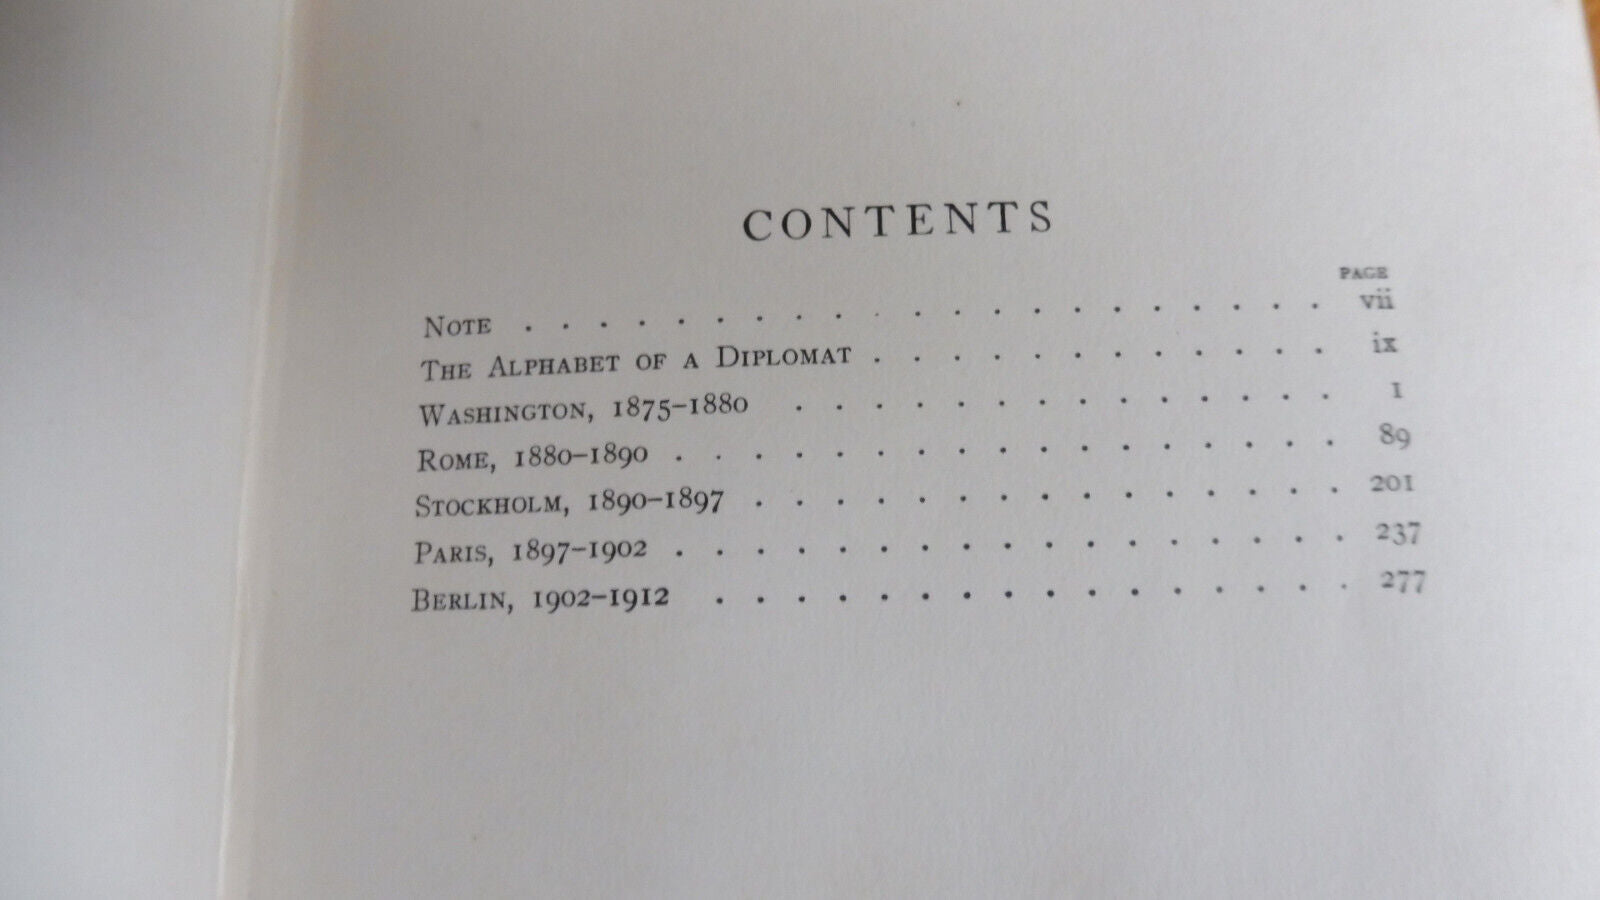 CONTENTS
PAGE
NOTE . . . . . . . . . . . . . . . . . . . . . vii
THE ALPHABET OF A DIPLOMAT . . . . . . . . . . . . ix
WASHINGTON, 1875–1880 . . . . . . . . . . . . . . 1
ROME, 1880–1890 . . . . . . . . . . . . . . . . . 89
STOCKHOLM, 1890–1897 . . . . . . . . . . . . . . . 201
PARIS, 1897–1902 . . . . . . . . . . . . . . . . . 237
BERLIN, 1902–1912 . . . . . . . . . . . . . . . . 277